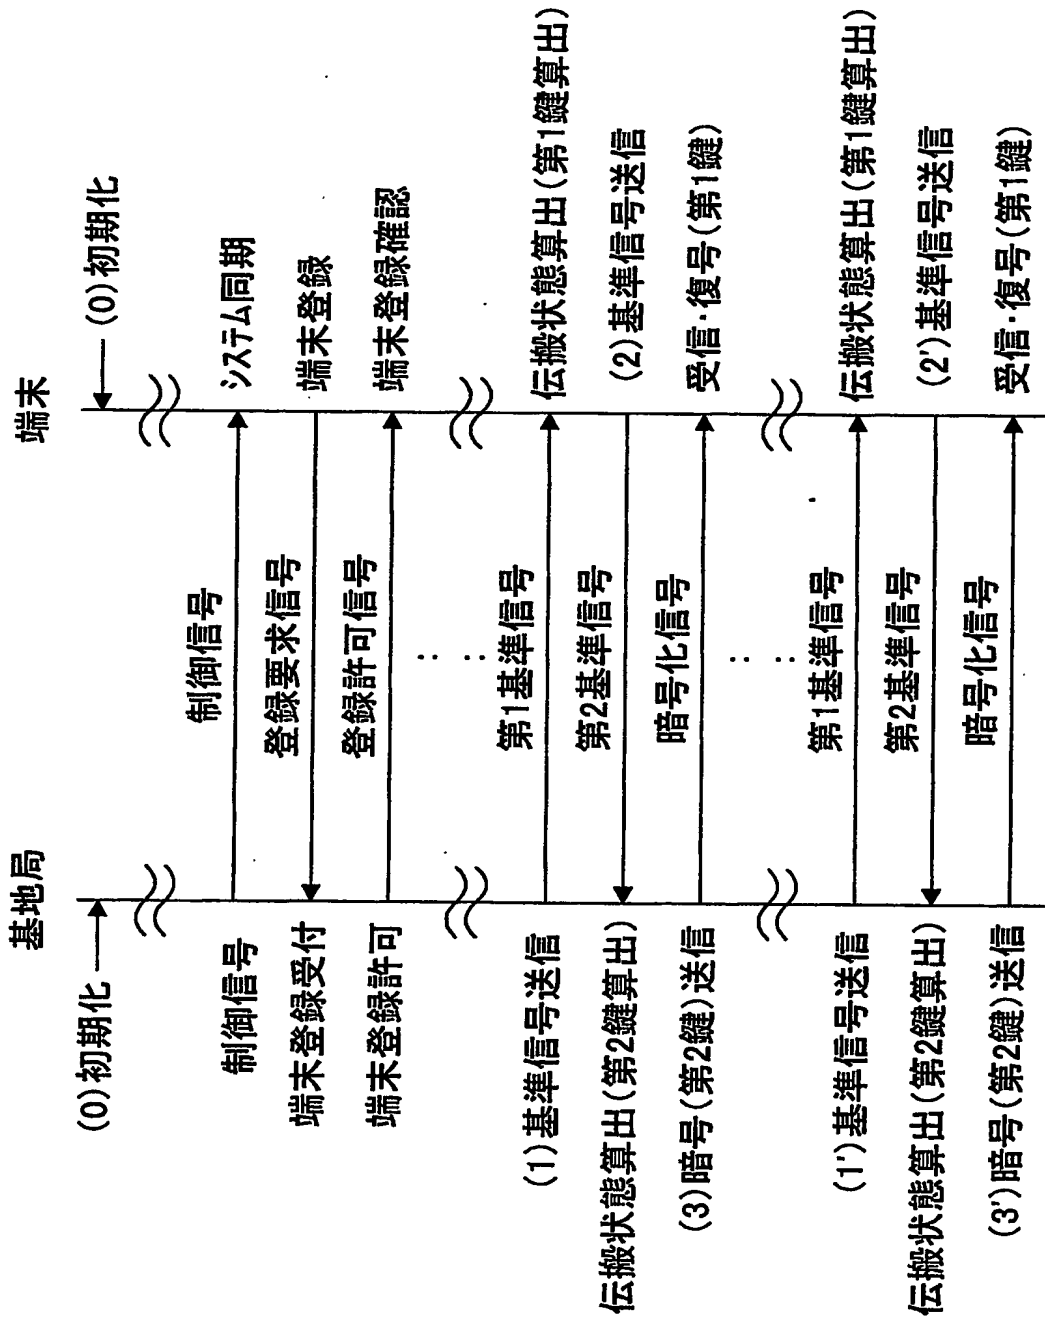 基地局
端末
(0)初期化
(0)初期化
制御信号
制御信号
システム同期
端末登録受付
登録要求信号
端末登録
端末登録許可
登録許可信号
端末登録確認
(1)基準信号送信
第1基準信号
伝搬状態算出(第1鍵算出)
伝搬状態算出(第2鍵算出)
第2基準信号
(2)基準信号送信
(3)暗号(第2鍵)送信
暗号化信号
受信・復号(第1鍵)
(1')基準信号送信
第1基準信号
伝搬状態算出(第1鍵算出)
伝搬状態算出(第2鍵算出)
第2基準信号
(2')基準信号送信
(3')暗号(第2鍵)送信
暗号化信号
受信・復号(第1鍵)